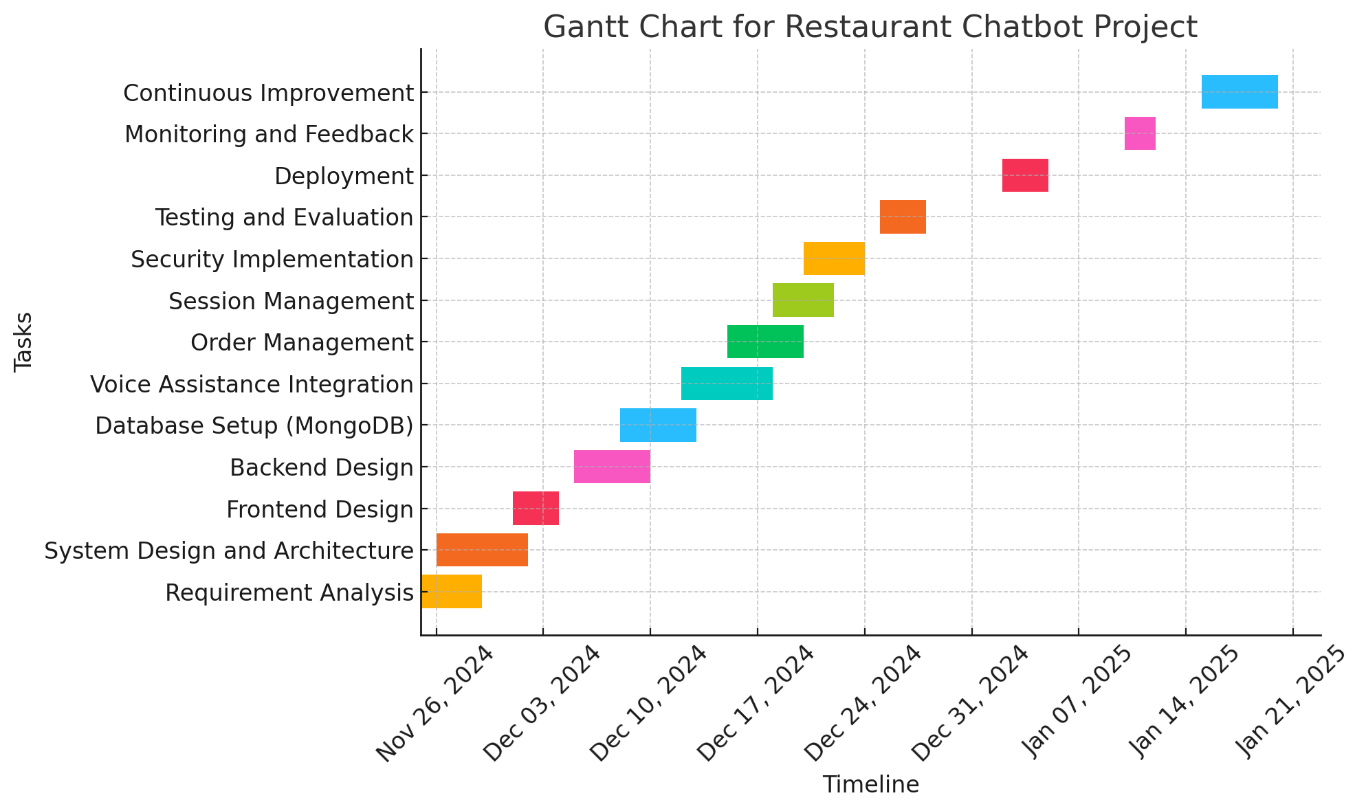 Gantt Chart for Restaurant Chatbot Project
Continuous Improvement
Monitoring and Feedback
Deployment
Testing and Evaluation
Security Implementation
Session Management
Order Management
Voice Assistance Integration
Database Setup (MongoDB)
Backend Design
Frontend Design
System Design and Architecture
Requirement Analysis
Tasks
Nov 26, 2024
Dec 03, 2024
Dec 10, 2024
Dec 17, 2024
Dec 24, 2024
Dec 31, 2024
Jan 07, 2025
Jan 14, 2025
Jan 21, 2025
Timeline